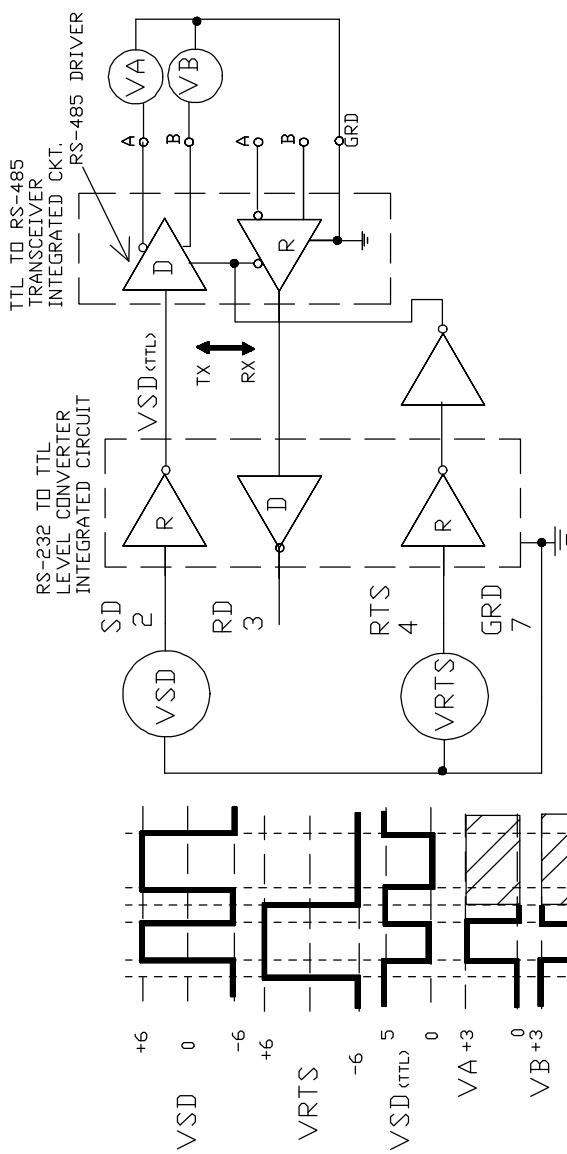 TTL TO RS-485
TRANSCEIVER
INTEGRATED CKT.
RS-485 DRIVER
VA
VB
A
B
A
B
GRD
D
R
VSD (TTL)
TX
RX
RS-232 TO TTL
LEVEL CONVERTER
INTEGRATED CIRCUIT
R
D
R
SD
2
RD
3
RTS
4
GRD
7
VSD
VRTS
VSD
+6
0
-6
VRTS
+6
-6
VSD (TTL)
5
0
VA
+3
0
VB
+3